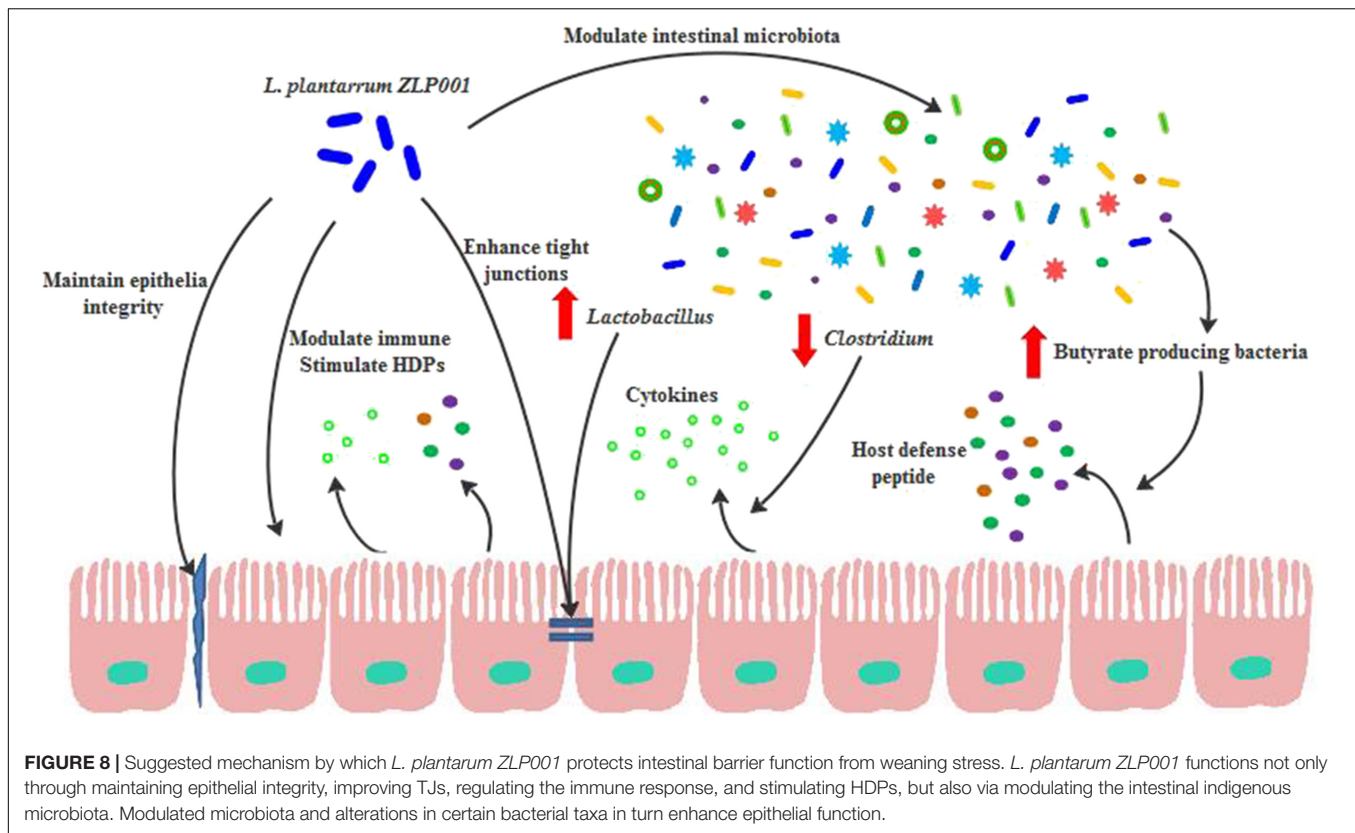 Modulate intestinal microbiota
L. plantarrum ZLP001
Maintain epithelia
integrity
Enhance tight
junctions
Modulate immune
Stimulate HDPs
Lactobacillus
Clostridium
Butyrate producing bacteria
Cytokines
Host defense
peptide
FIGURE 8 | Suggested mechanism by which L. plantarum ZLP001 protects intestinal barrier function from weaning stress. L. plantarum ZLP001 functions not only
through maintaining epithelial integrity, improving TJs, regulating the immune response, and stimulating HDPs, but also via modulating the intestinal indigenous
microbiota. Modulated microbiota and alterations in certain bacterial taxa in turn enhance epithelial function.